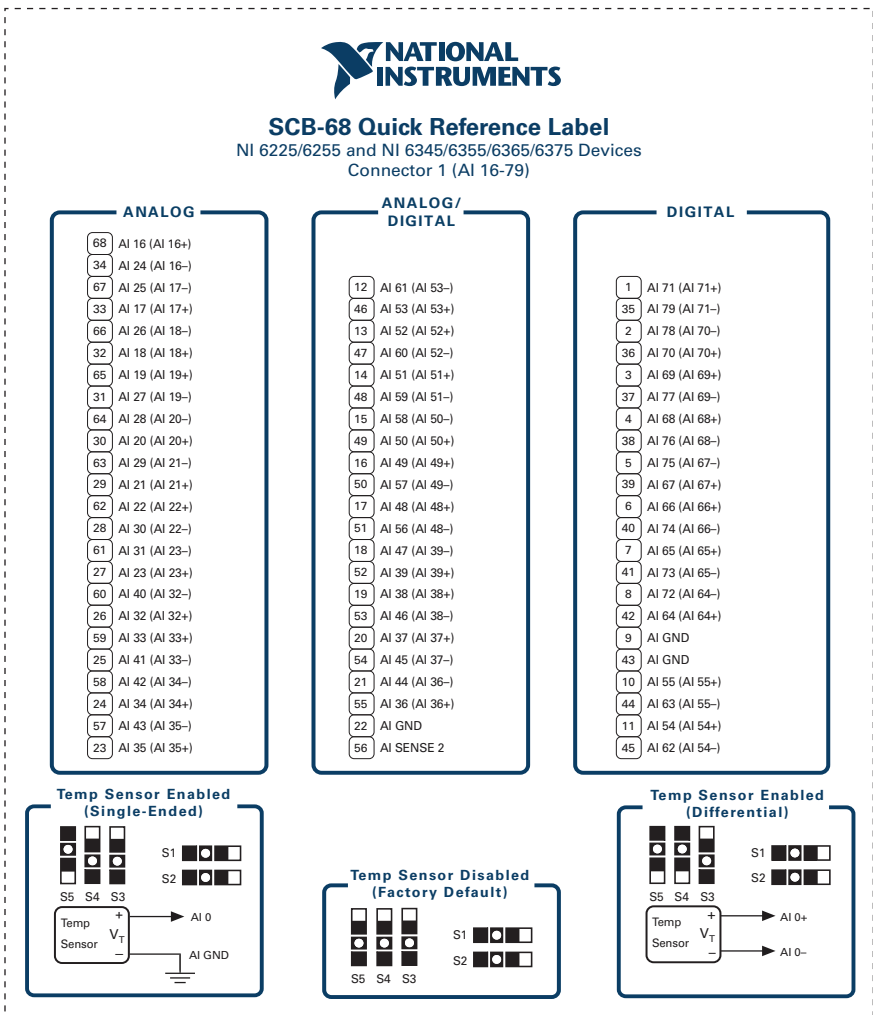 NATIONAL
INSTRUMENTS
SCB-68 Quick Reference Label
NI 6225/6255 and NI 6345/6355/6365/6375 Devices
Connector 1 (AI 16-79)
ANALOG
68 AI 16 (AI 16+)
34 AI 24 (AI 16–)
67 AI 25 (AI 17–)
33 AI 17 (AI 17+)
66 AI 26 (AI 18–)
32 AI 18 (AI 18+)
65 AI 19 (AI 19+)
31 AI 27 (AI 19–)
64 AI 28 (AI 20–)
30 AI 20 (AI 20+)
63 AI 29 (AI 21–)
29 AI 21 (AI 21+)
62 AI 22 (AI 22+)
28 AI 30 (AI 22–)
61 AI 31 (AI 23–)
27 AI 23 (AI 23+)
60 AI 40 (AI 32–)
26 AI 32 (AI 32+)
59 AI 33 (AI 33+)
25 AI 41 (AI 33–)
58 AI 42 (AI 34–)
24 AI 34 (AI 34+)
57 AI 43 (AI 35–)
23 AI 35 (AI 35+)
ANALOG/
DIGITAL
12 AI 61 (AI 53–)
46 AI 53 (AI 53+)
13 AI 52 (AI 52+)
47 AI 60 (AI 52–)
14 AI 51 (AI 51+)
48 AI 59 (AI 51–)
15 AI 58 (AI 50–)
49 AI 50 (AI 50+)
16 AI 49 (AI 49+)
50 AI 57 (AI 49–)
17 AI 48 (AI 48+)
51 AI 56 (AI 48–)
18 AI 47 (AI 39–)
52 AI 39 (AI 39+)
19 AI 38 (AI 38+)
53 AI 46 (AI 38–)
20 AI 37 (AI 37+)
54 AI 45 (AI 37–)
21 AI 44 (AI 36–)
55 AI 36 (AI 36+)
22 AI GND
56 AI SENSE 2
DIGITAL
1 AI 71 (AI 71+)
35 AI 79 (AI 71–)
2 AI 78 (AI 70–)
36 AI 70 (AI 70+)
3 AI 69 (AI 69+)
37 AI 77 (AI 69–)
4 AI 68 (AI 68+)
38 AI 76 (AI 68–)
5 AI 75 (AI 67–)
39 AI 67 (AI 67+)
6 AI 66 (AI 66+)
40 AI 74 (AI 66–)
7 AI 65 (AI 65+)
41 AI 73 (AI 65–)
8 AI 72 (AI 64–)
42 AI 64 (AI 64+)
9 AI GND
43 AI GND
10 AI 55 (AI 55+)
44 AI 63 (AI 55–)
11 AI 54 (AI 54+)
45 AI 62 (AI 54–)
Temp Sensor Enabled
(Single-Ended)
S1
S2
S5 S4 S3
Temp + AI 0
VT
Sensor – AI GND
Temp Sensor Disabled
(Factory Default)
S1
S2
S5 S4 S3
Temp Sensor Enabled
(Differential)
S1
S2
S5 S4 S3
Temp + AI 0+
VT
Sensor – AI 0–